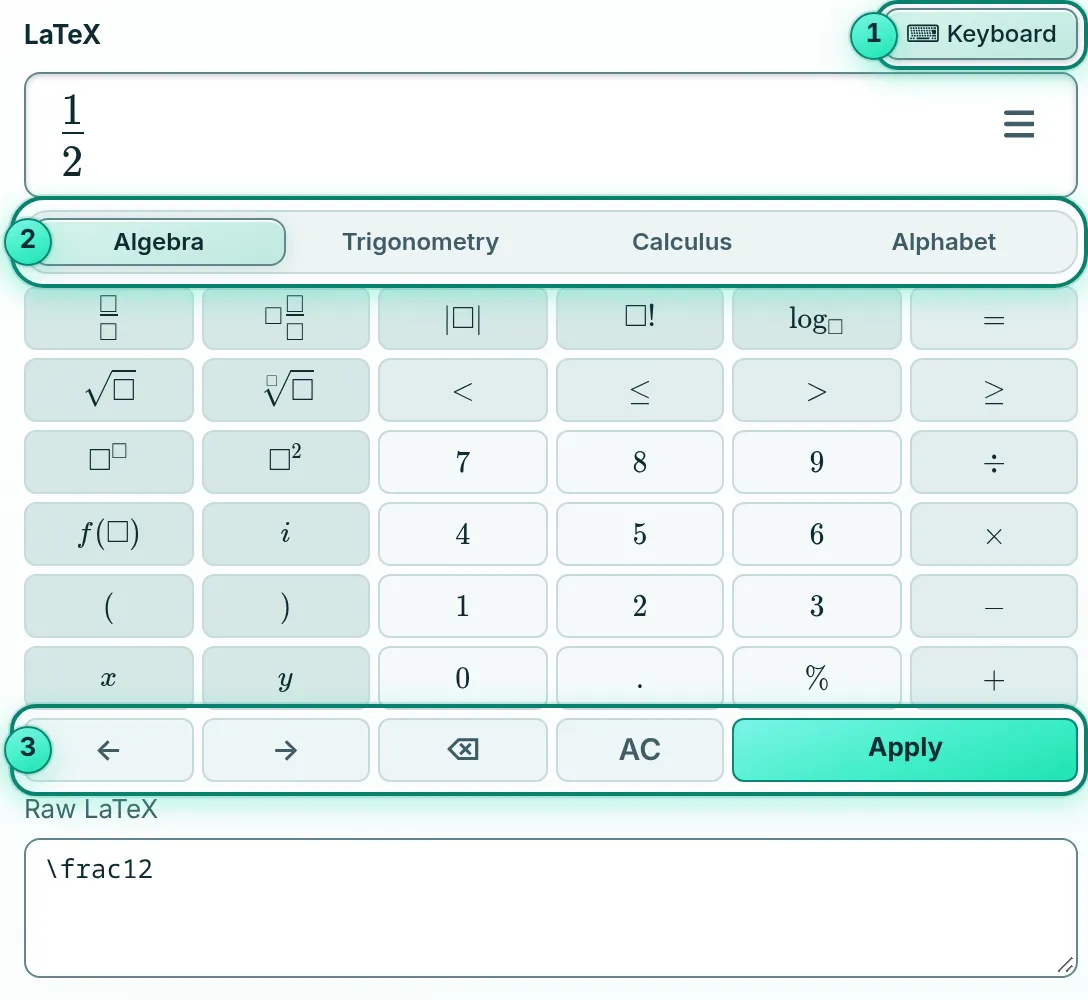 LaTeX
1 ⌨ Keyboard
1
2
☰
2 Algebra Trigonometry Calculus Alphabet
□/□ □□/□ |□| □! log□ =
√□ □√□ < ≤ > ≥
□^□ □² 7 8 9 ÷
f(□) i 4 5 6 ×
( ) 1 2 3 −
x y 0 . % +
3 ← → ⌫ AC Apply
Raw LaTeX
\frac12